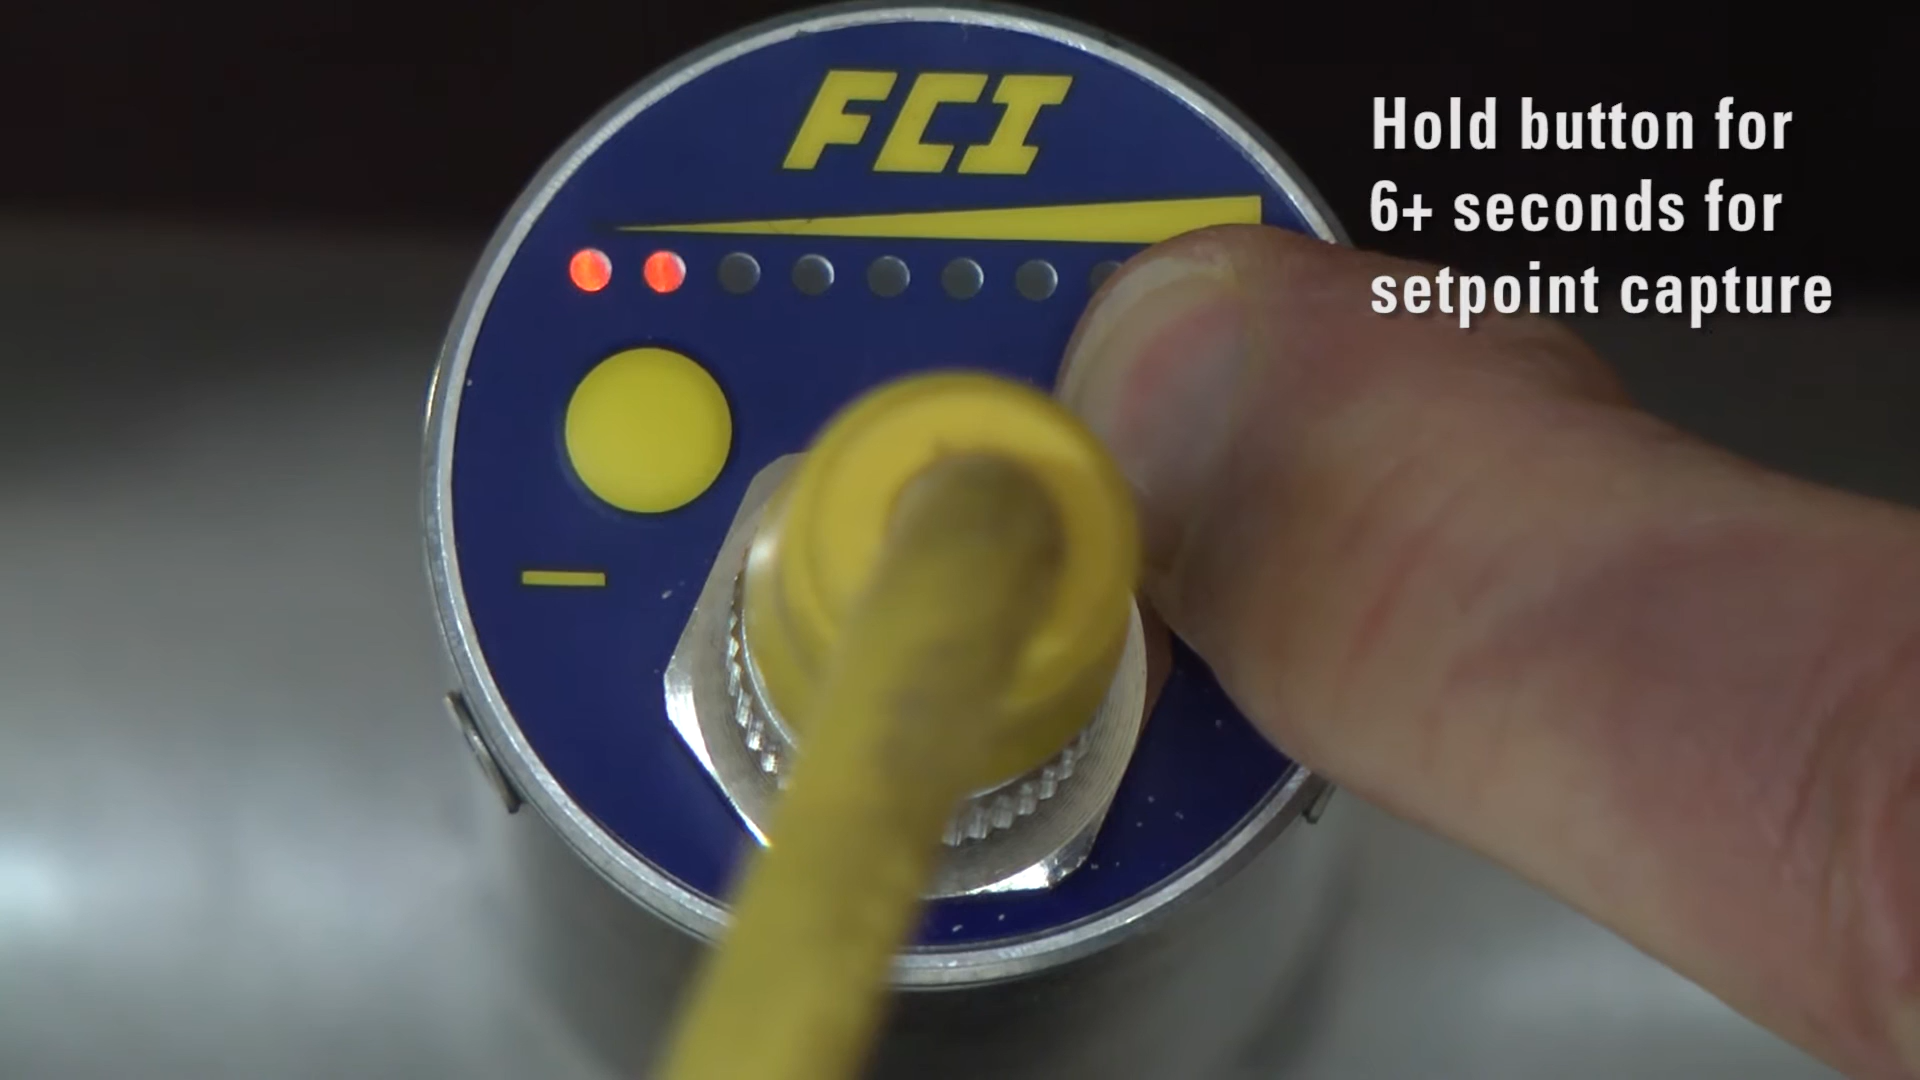 FCI
Hold button for
6+ seconds for
setpoint capture
—